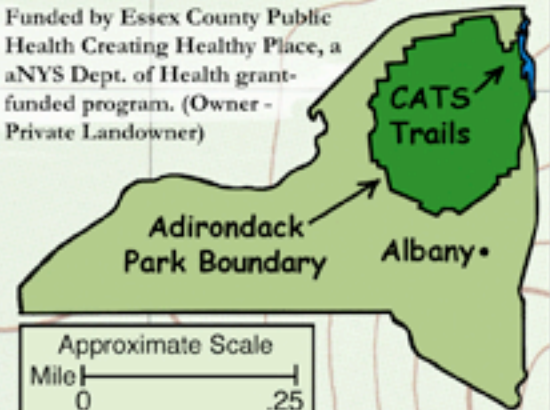 Funded by Essex County Public
Health Creating Healthy Place, a
aNYS Dept. of Health grant-
funded program. (Owner -
Private Landowner)
CATS
Trails
Adirondack
Park Boundary
Albany
Approximate Scale
Mile
0 .25